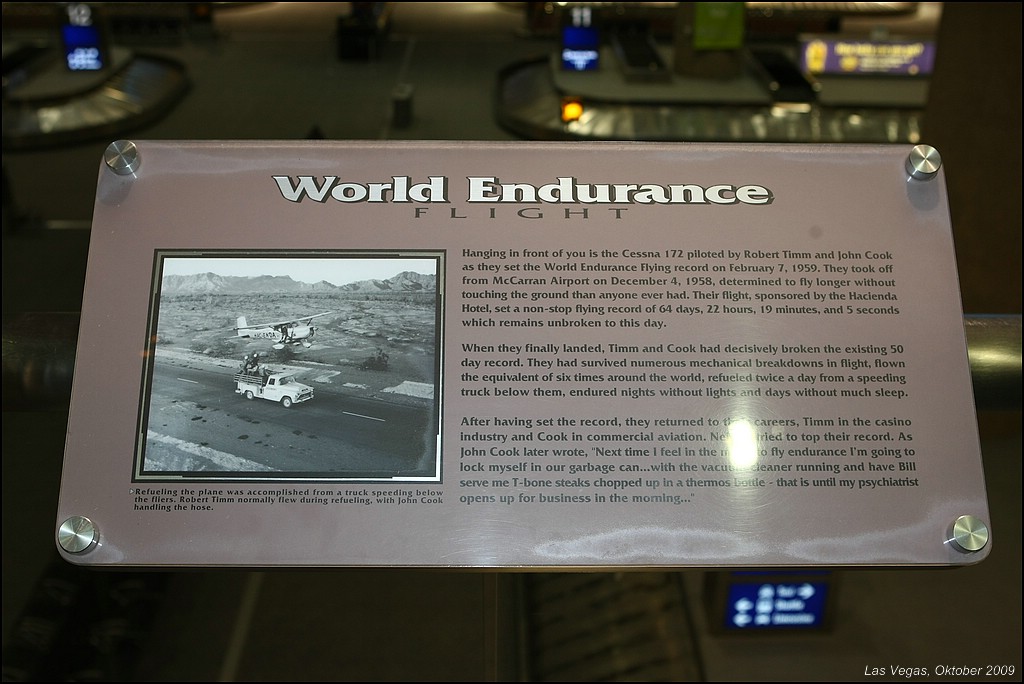 12
11
World Endurance
FLIGHT
Hanging in front of you is the Cessna 172 piloted by Robert Timm and John Cook
as they set the World Endurance Flying record on February 7, 1959. They took off
from McCarran Airport on December 4, 1958, determined to fly longer without
touching the ground than anyone ever had. Their flight, sponsored by the Hacienda
Hotel, set a non-stop flying record of 64 days, 22 hours, 19 minutes, and 5 seconds
which remains unbroken to this day.
When they finally landed, Timm and Cook had decisively broken the existing 50
day record. They had survived numerous mechanical breakdowns in flight, flown
the equivalent of six times around the world, refueled twice a day from a speeding
truck below them, endured nights without lights and days without much sleep.
After having set the record, they returned to their careers, Timm in the casino
industry and Cook in commercial aviation. tried to top their record. As
John Cook later wrote, "Next time I feel in the to fly endurance I'm going to
lock myself in our garbage can...with the vacuum cleaner running and have Bill
serve me T-bone steaks chopped up in a thermos bottle - that is until my psychiatrist
opens up for business in the morning..."
HACIENDA
Refueling the plane was accomplished from a truck speeding below
the fliers. Robert Timm normally flew during refueling, with John Cook
handling the hose.
Las Vegas, Oktober 2009